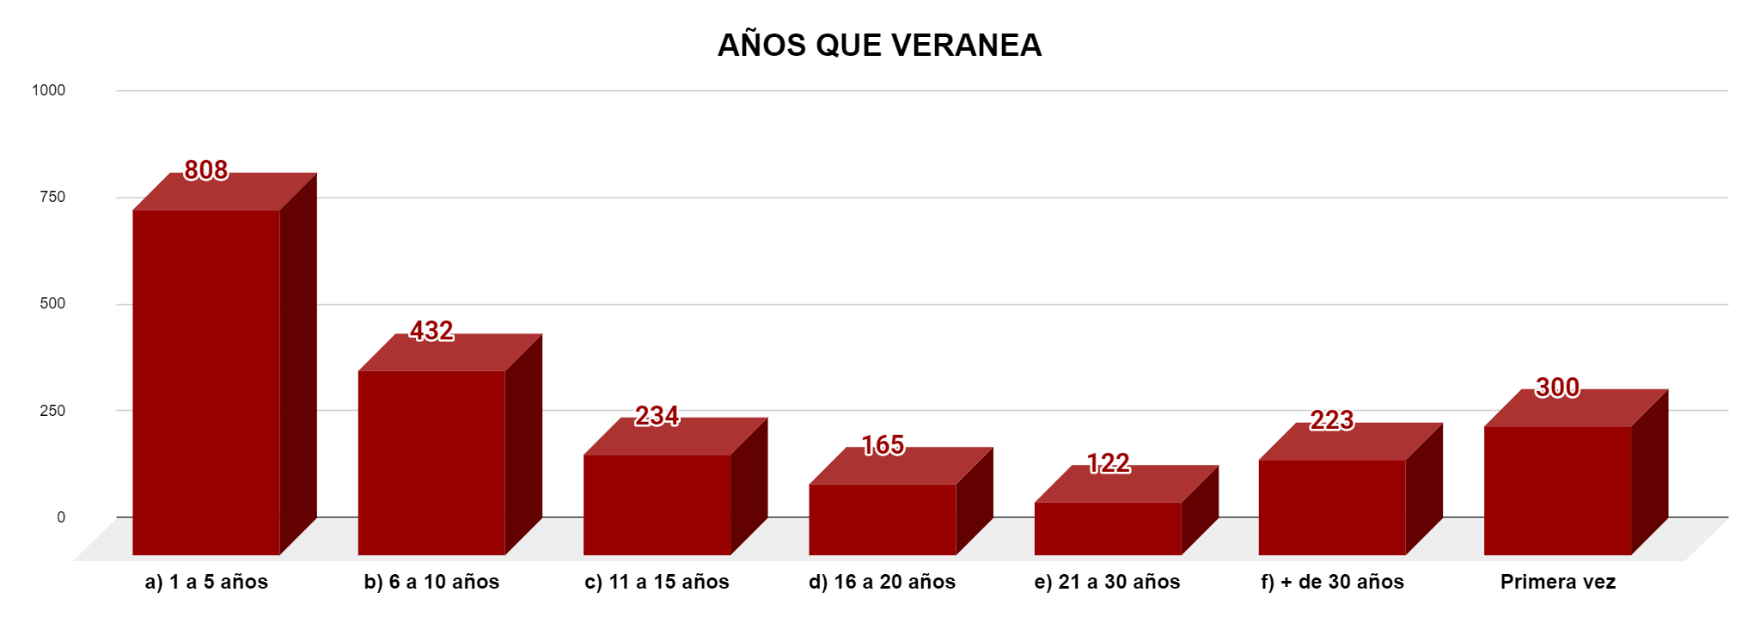 AÑOS QUE VERANEA
1000
750
500
250
0
808
432
234
165
122
223
300
a) 1 a 5 años
b) 6 a 10 años
c) 11 a 15 años
d) 16 a 20 años
e) 21 a 30 años
f) + de 30 años
Primera vez